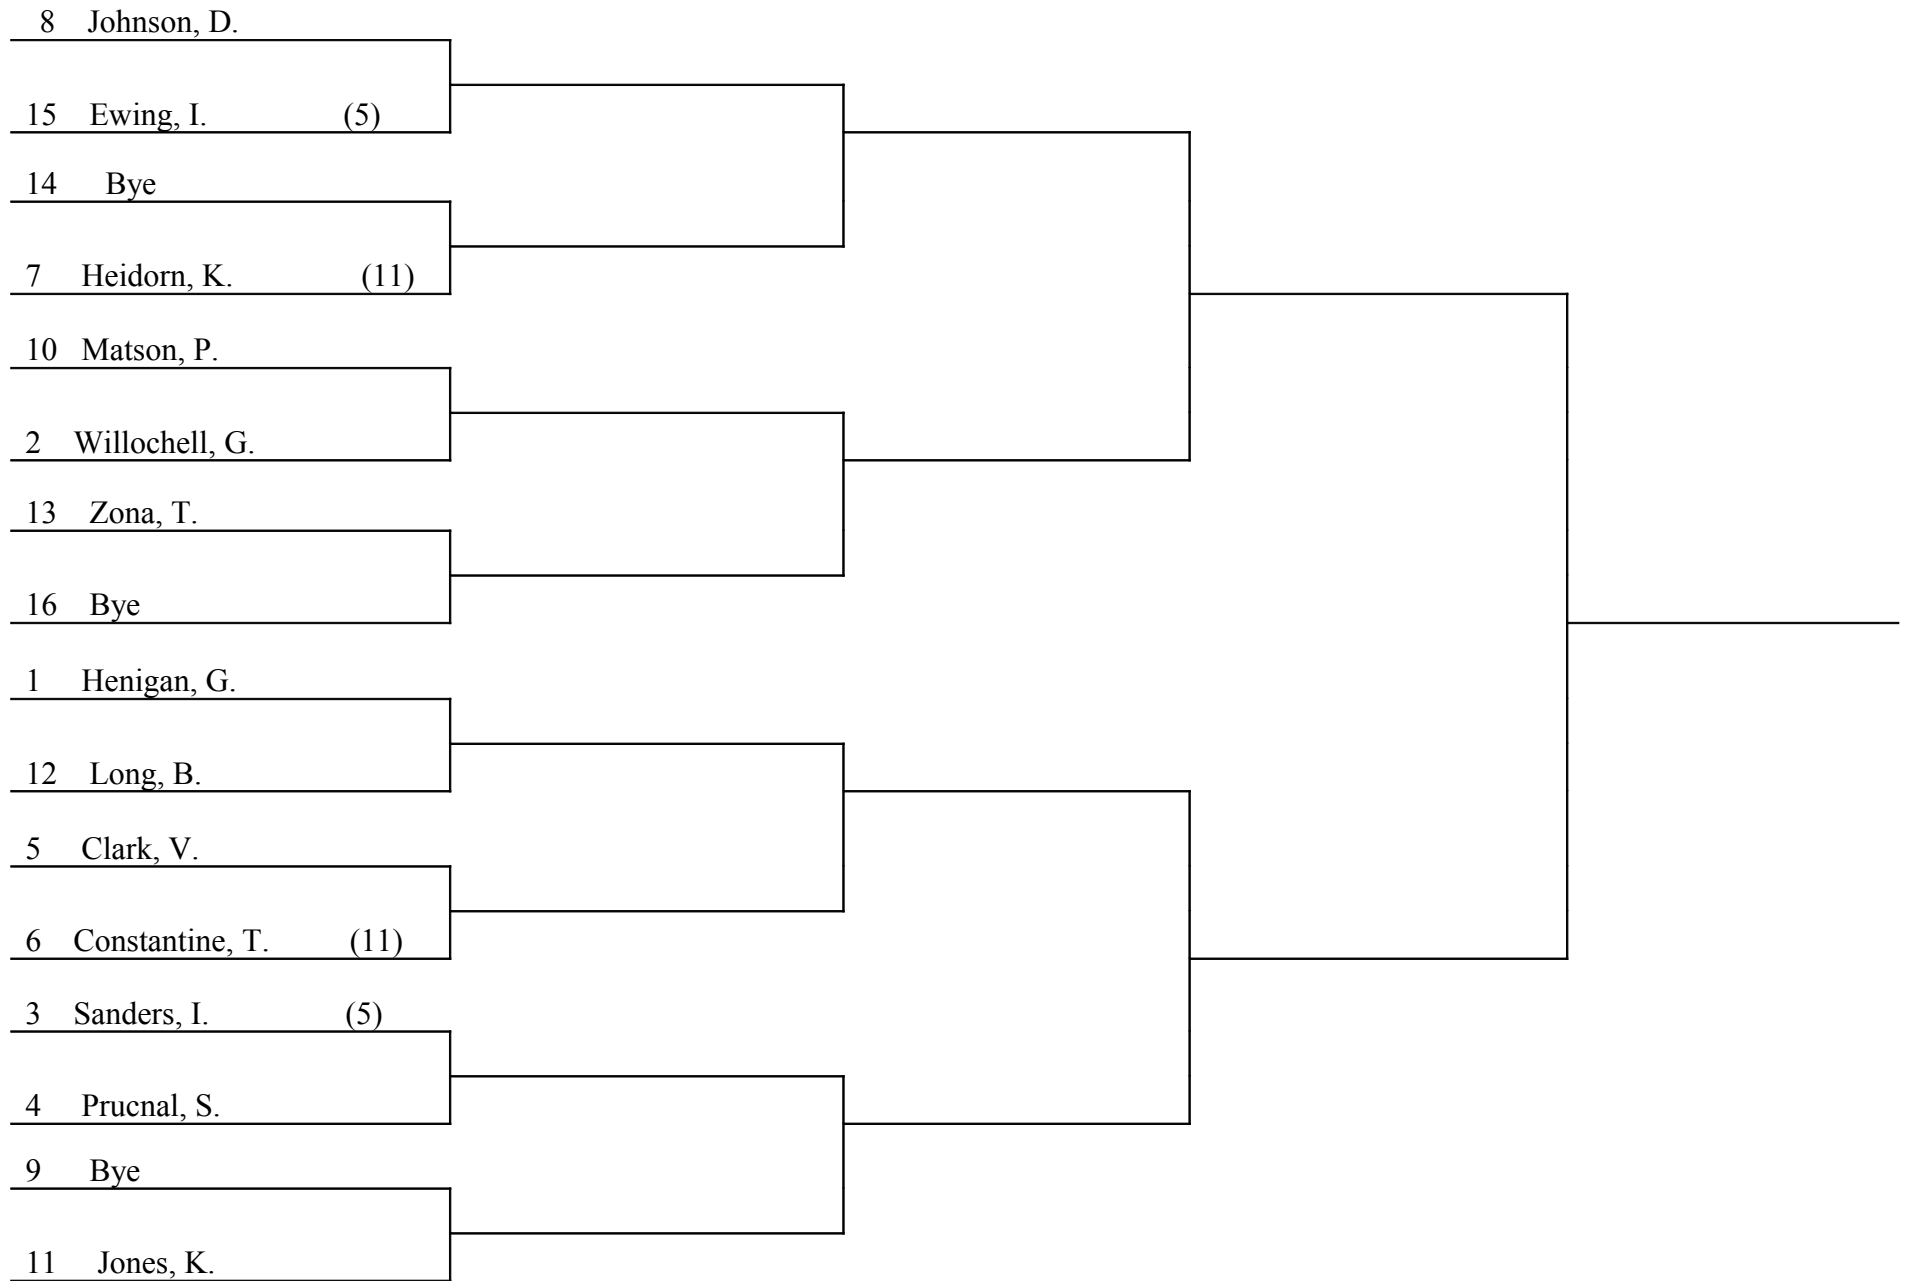 8 Johnson, D.
15 Ewing, I. (5)
14 Bye
7 Heidorn, K. (11)
10 Matson, P.
2 Willochell, G.
13 Zona, T.
16 Bye
1 Henigan, G.
12 Long, B.
5 Clark, V.
6 Constantine, T. (11)
3 Sanders, I. (5)
4 Prucnal, S.
9 Bye
11 Jones, K.